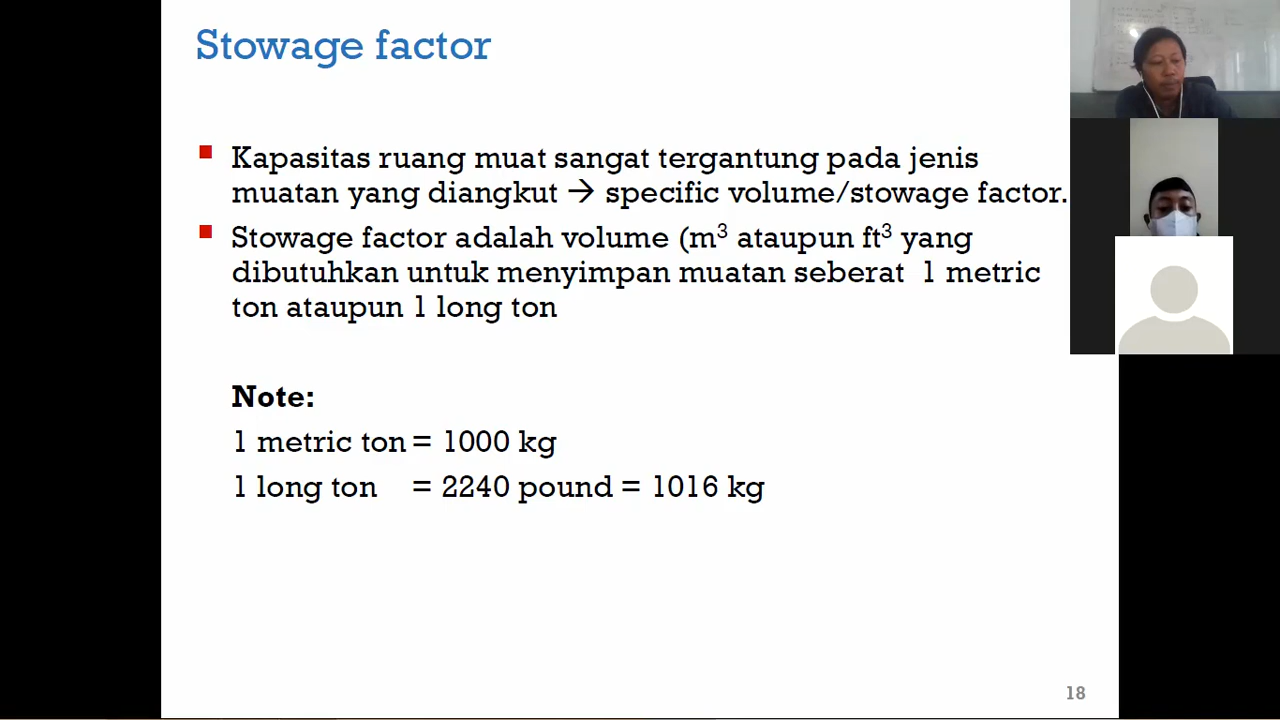 Stowage factor
Kapasitas ruang muat sangat tergantung pada jenis
muatan yang diangkut → specific volume/stowage factor.
Stowage factor adalah volume (m³ ataupun ft³ yang
dibutuhkan untuk menyimpan muatan seberat 1 metric
ton ataupun 1 long ton
Note:
1 metric ton = 1000 kg
1 long ton = 2240 pound = 1016 kg
18